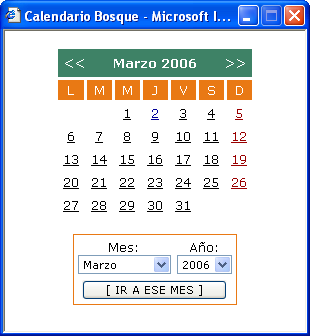 Calendario Bosque - Microsoft I...
<< Marzo 2006 >>
L M M J V S D
1 2 3 4 5
6 7 8 9 10 11 12
13 14 15 16 17 18 19
20 21 22 23 24 25 26
27 28 29 30 31
Mes: Año:
Marzo 2006
[ IR A ESE MES ]